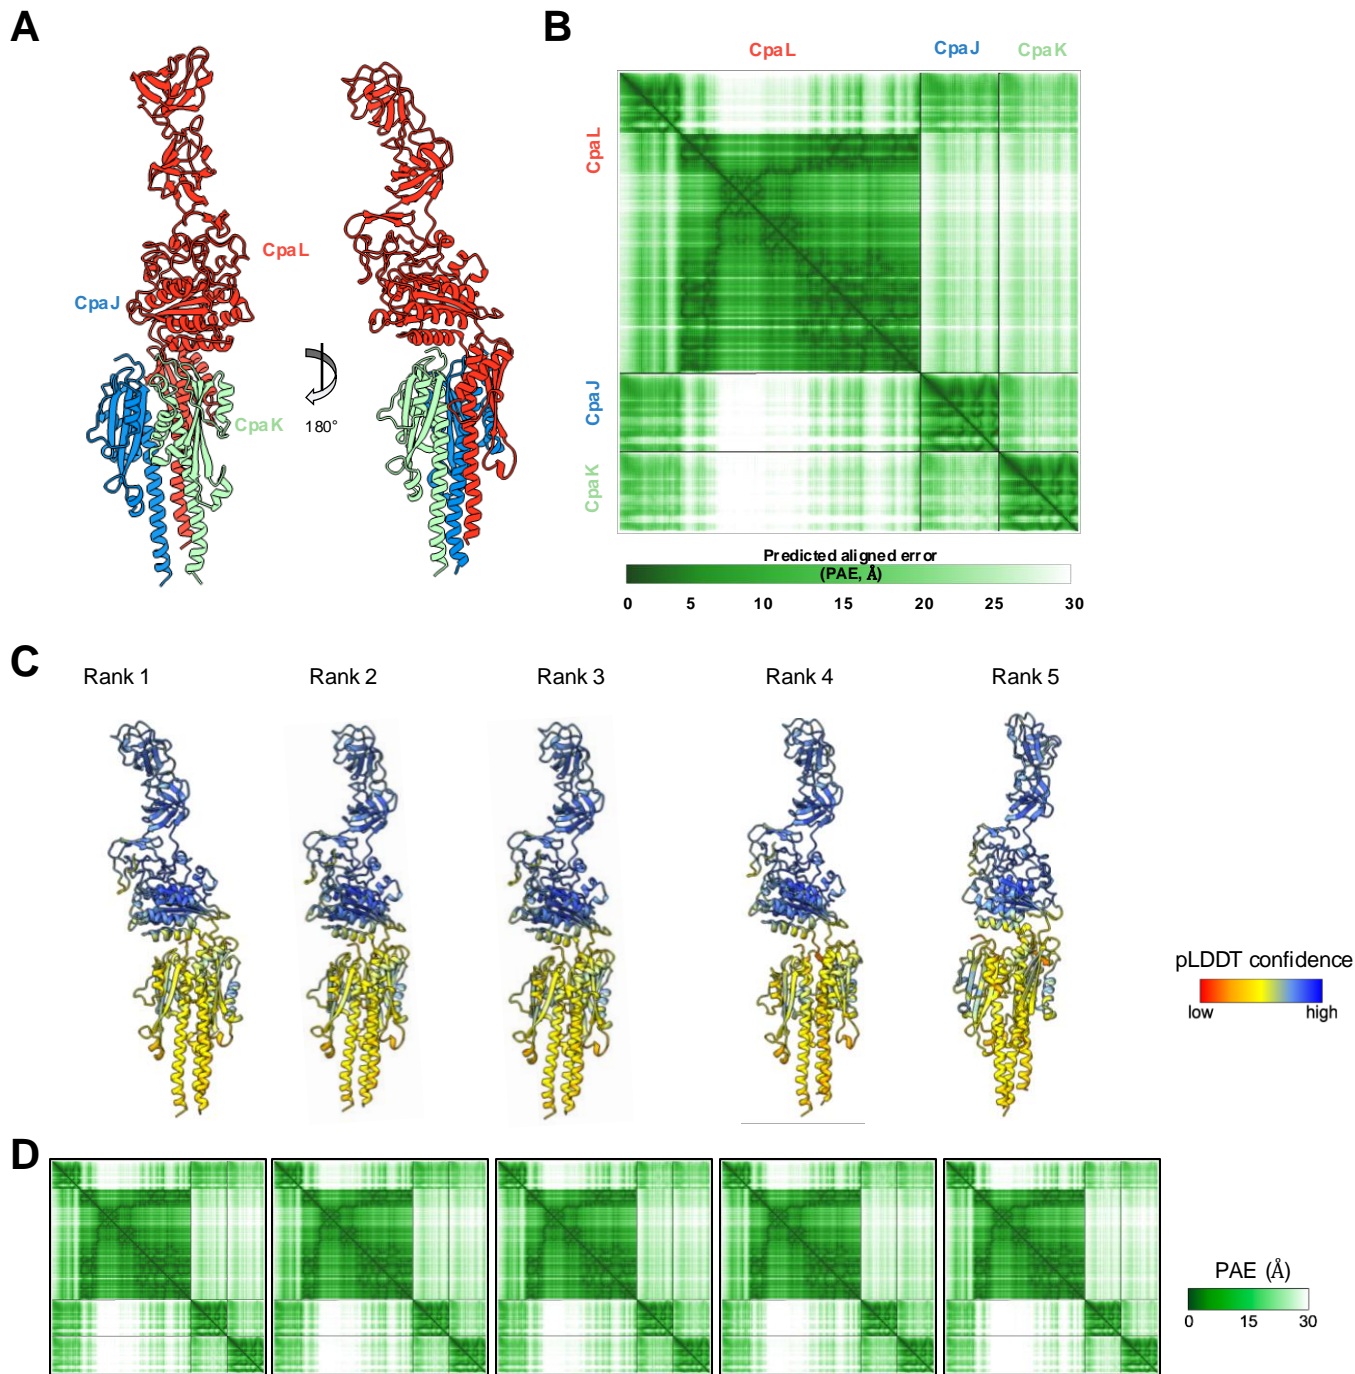 A
B
CpaL
CpaJ
CpaK
CpaL
CpaL
CpaJ
CpaJ
CpaK
180°
CpaK
Predicted aligned error
(PAE, Å)
0 5 10 15 20 25 30
C
Rank 1 Rank 2 Rank 3 Rank 4 Rank 5
pLDDT confidence
low high
D
PAE (Å)
0 15 30